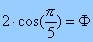 2·cos(π/5) = Φ